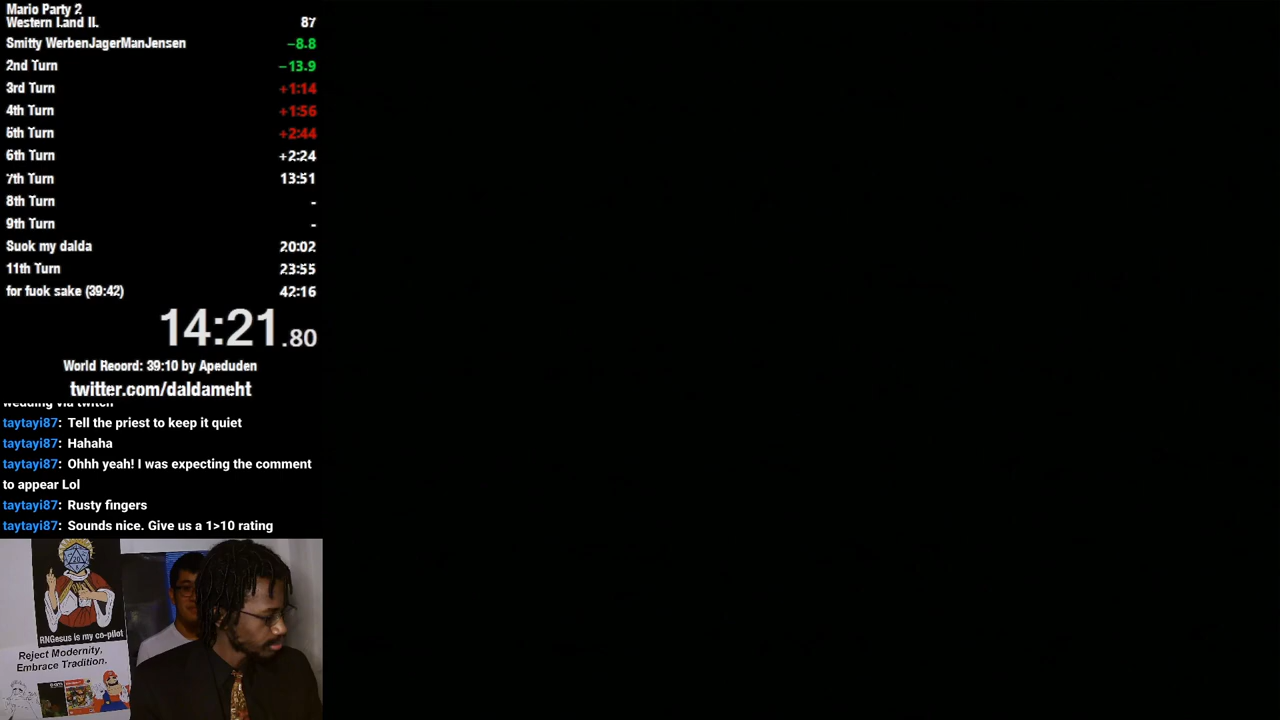 Mario Party 2
Western Land II. 87
Smitty WerbenJagerManJensen -8.8
2nd Turn -13.9
3rd Turn +1:14
4th Turn +1:56
5th Turn +2:44
6th Turn +2:24
7th Turn 13:51
8th Turn -
9th Turn -
Suck my dalda 20:02
11th Turn 23:55
for fuck sake (39:42) 42:16
14:21.80
World Record: 39:10 by Apeduden
twitter.com/daldameht
wedding via twitch
taytayi87: Tell the priest to keep it quiet
taytayi87: Hahaha
taytayi87: Ohhh yeah! I was expecting the comment
to appear Lol
taytayi87: Rusty fingers
taytayi87: Sounds nice. Give us a 1>10 rating
RNGesus is my co-pilot
Reject Modernity,
Embrace Tradition.